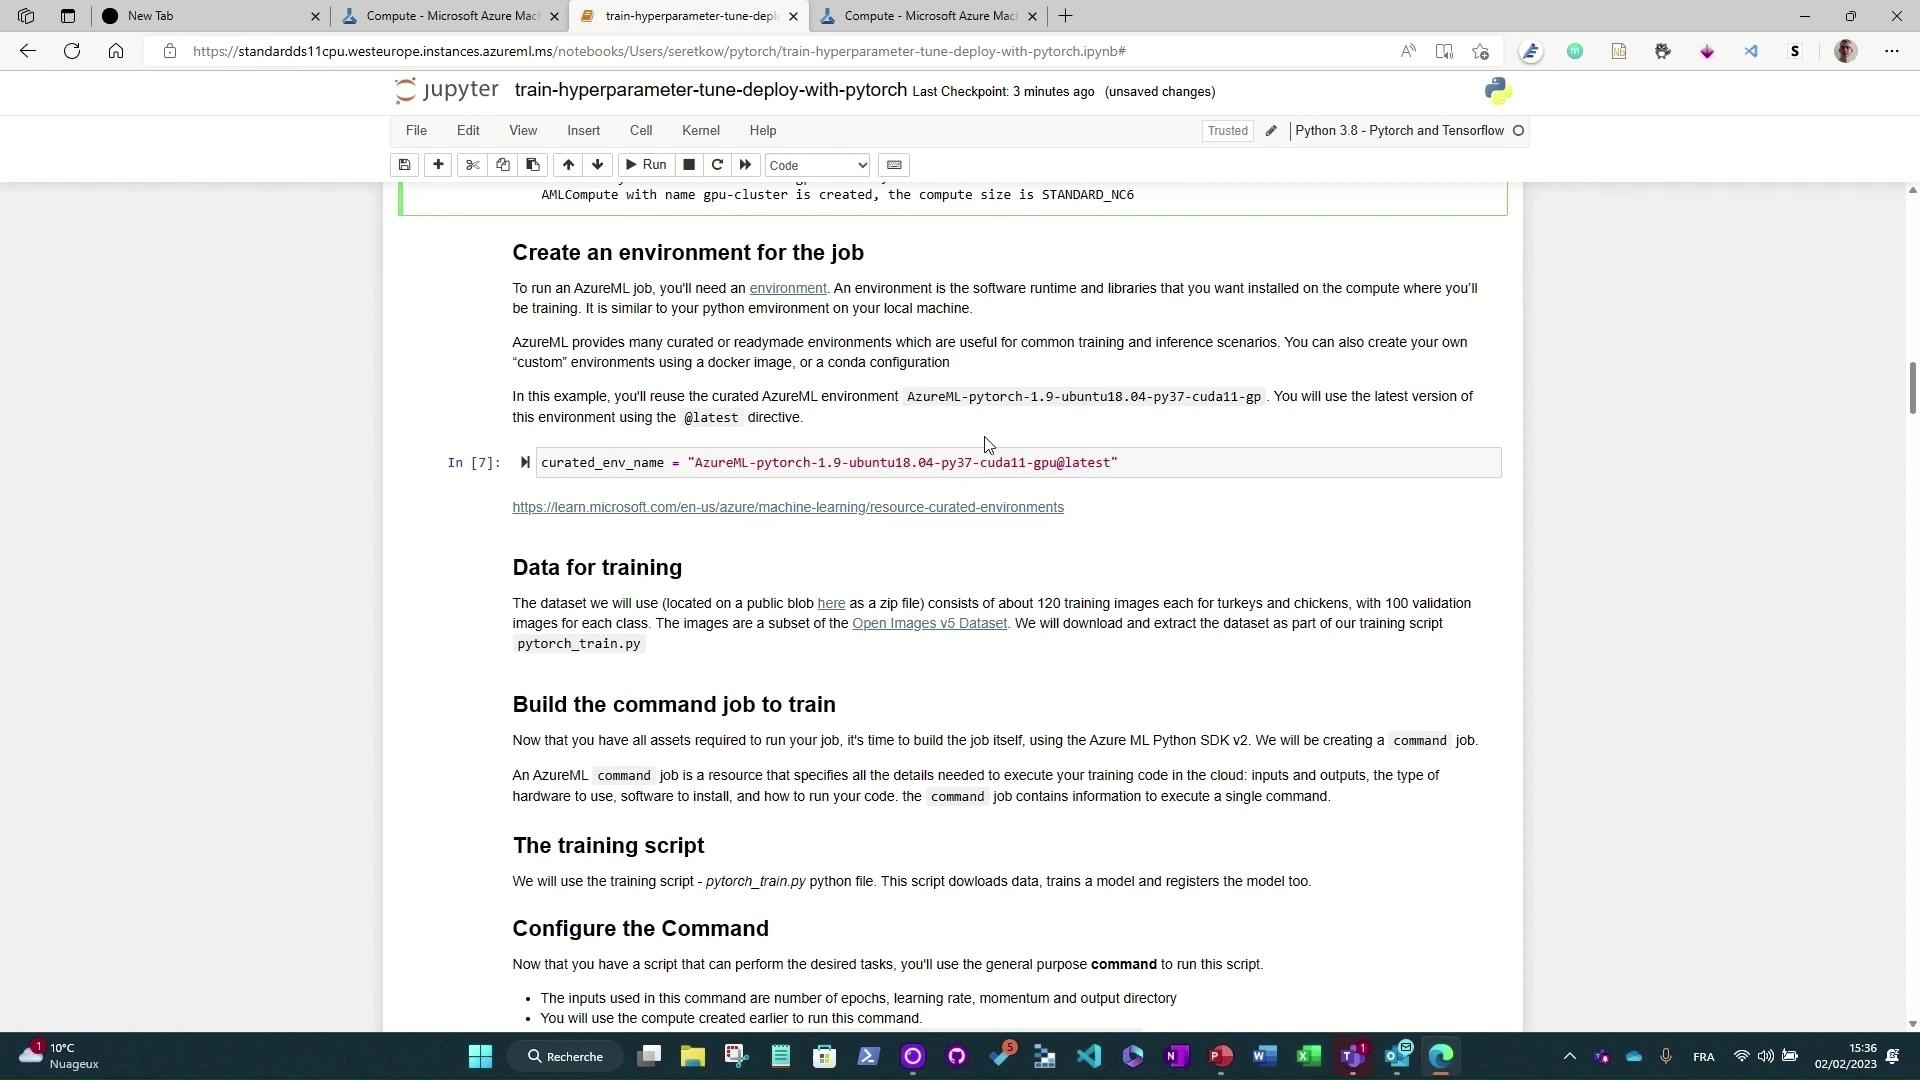 New Tab
Compute - Microsoft Azure Mac
train-hyperparameter-tune-deplo
Compute - Microsoft Azure Mac
https://standardds11cpu.westeurope.instances.azureml.ms/notebooks/Users/seretkow/pytorch/train-hyperparameter-tune-deploy-with-pytorch.ipynb#
jupyter train-hyperparameter-tune-deploy-with-pytorch Last Checkpoint: 3 minutes ago (unsaved changes)
File Edit View Insert Cell Kernel Help Trusted Python 3.8 - Pytorch and Tensorflow
Run Code
AMLCompute with name gpu-cluster is created, the compute size is STANDARD_NC6
Create an environment for the job
To run an AzureML job, you'll need an environment. An environment is the software runtime and libraries that you want installed on the compute where you'll
be training. It is similar to your python emvironment on your local machine.
AzureML provides many curated or readymade environments which are useful for common training and inference scenarios. You can also create your own
“custom” environments using a docker image, or a conda configuration
In this example, you'll reuse the curated AzureML environment AzureML-pytorch-1.9-ubuntu18.04-py37-cuda11-gp . You will use the latest version of
this environment using the @latest directive.
In [7]: curated_env_name = "AzureML-pytorch-1.9-ubuntu18.04-py37-cuda11-gpu@latest"
https://learn.microsoft.com/en-us/azure/machine-learning/resource-curated-environments
Data for training
The dataset we will use (located on a public blob here as a zip file) consists of about 120 training images each for turkeys and chickens, with 100 validation
images for each class. The images are a subset of the Open Images v5 Dataset. We will download and extract the dataset as part of our training script
pytorch_train.py
Build the command job to train
Now that you have all assets required to run your job, it's time to build the job itself, using the Azure ML Python SDK v2. We will be creating a command job.
An AzureML command job is a resource that specifies all the details needed to execute your training code in the cloud: inputs and outputs, the type of
hardware to use, software to install, and how to run your code. the command job contains information to execute a single command.
The training script
We will use the training script - pytorch_train.py python file. This script dowloads data, trains a model and registers the model too.
Configure the Command
Now that you have a script that can perform the desired tasks, you'll use the general purpose command to run this script.
• The inputs used in this command are number of epochs, learning rate, momentum and output directory
• You will use the compute created earlier to run this command.
1
10°C
Nuageux
Recherche
5
1
FRA
15:36
02/02/2023